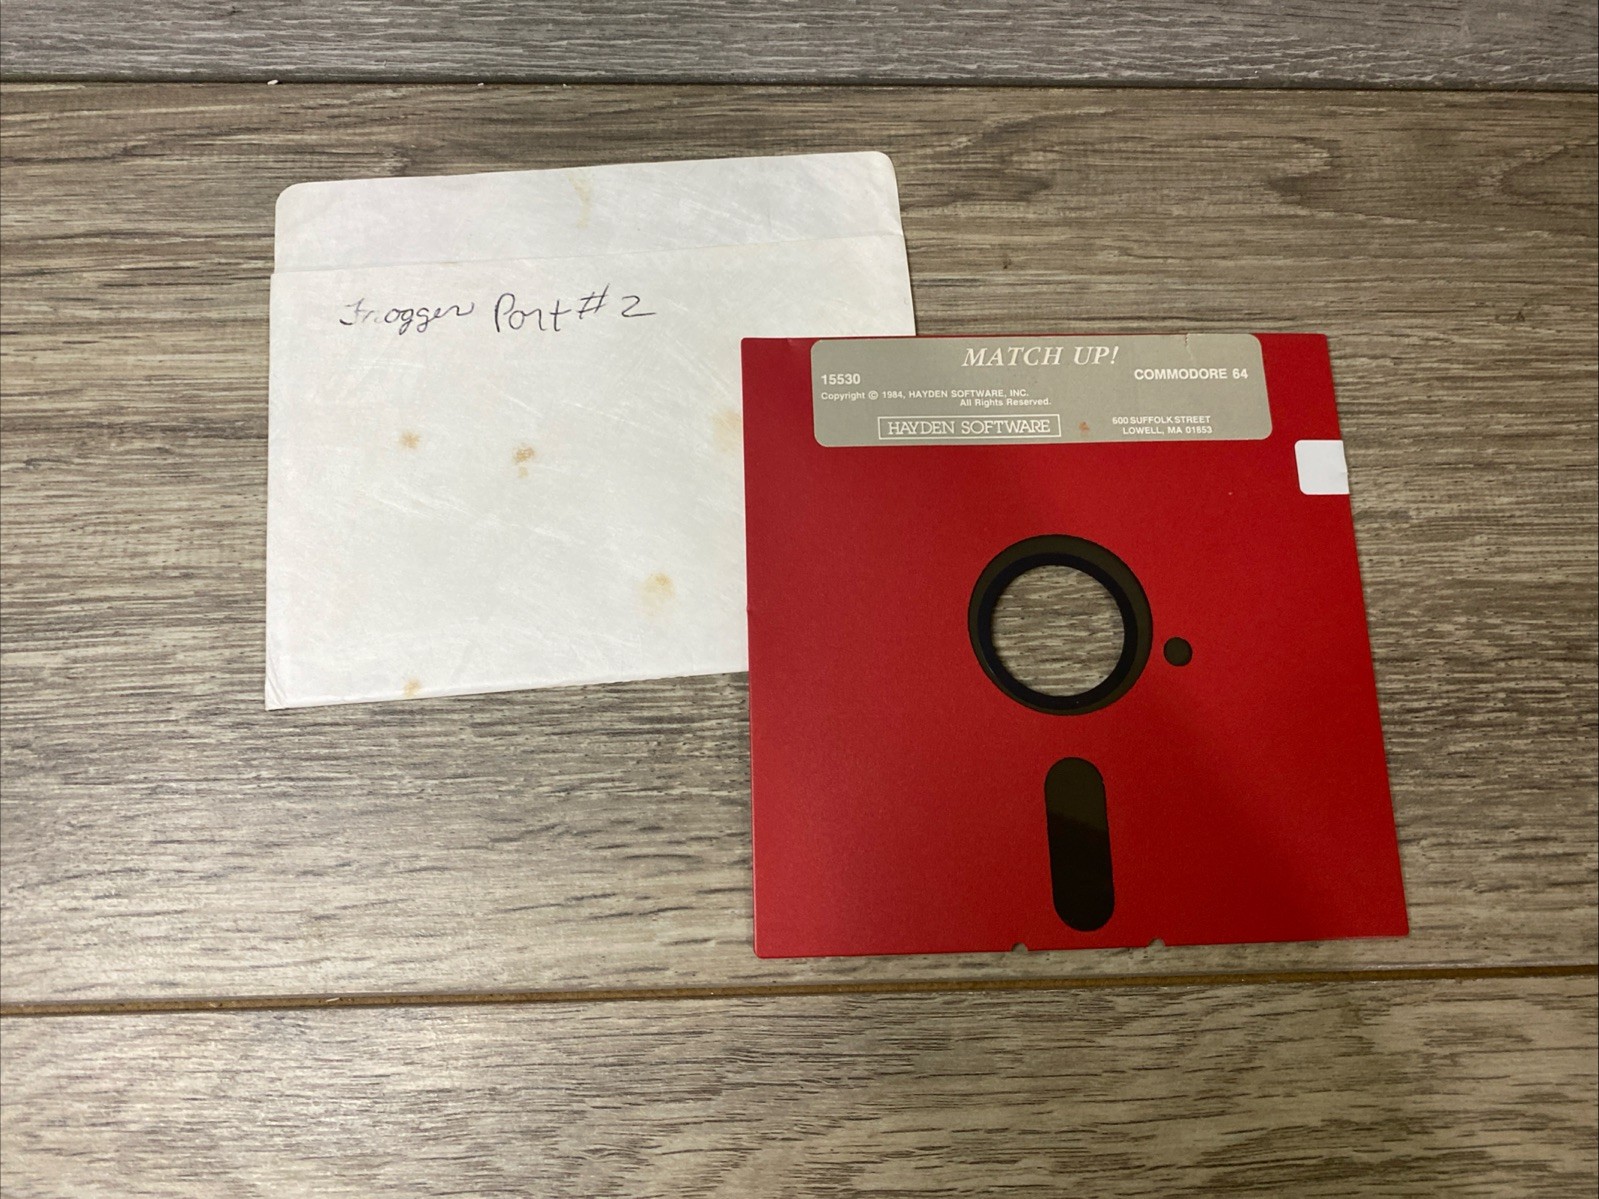 Frogger Port # 2
MATCH UP!
15530
COMMODORE 64
Copyright © 1984, HAYDEN SOFTWARE, INC.
All Rights Reserved.
HAYDEN SOFTWARE
600 SUFFOLK STREET
LOWELL, MA 01853